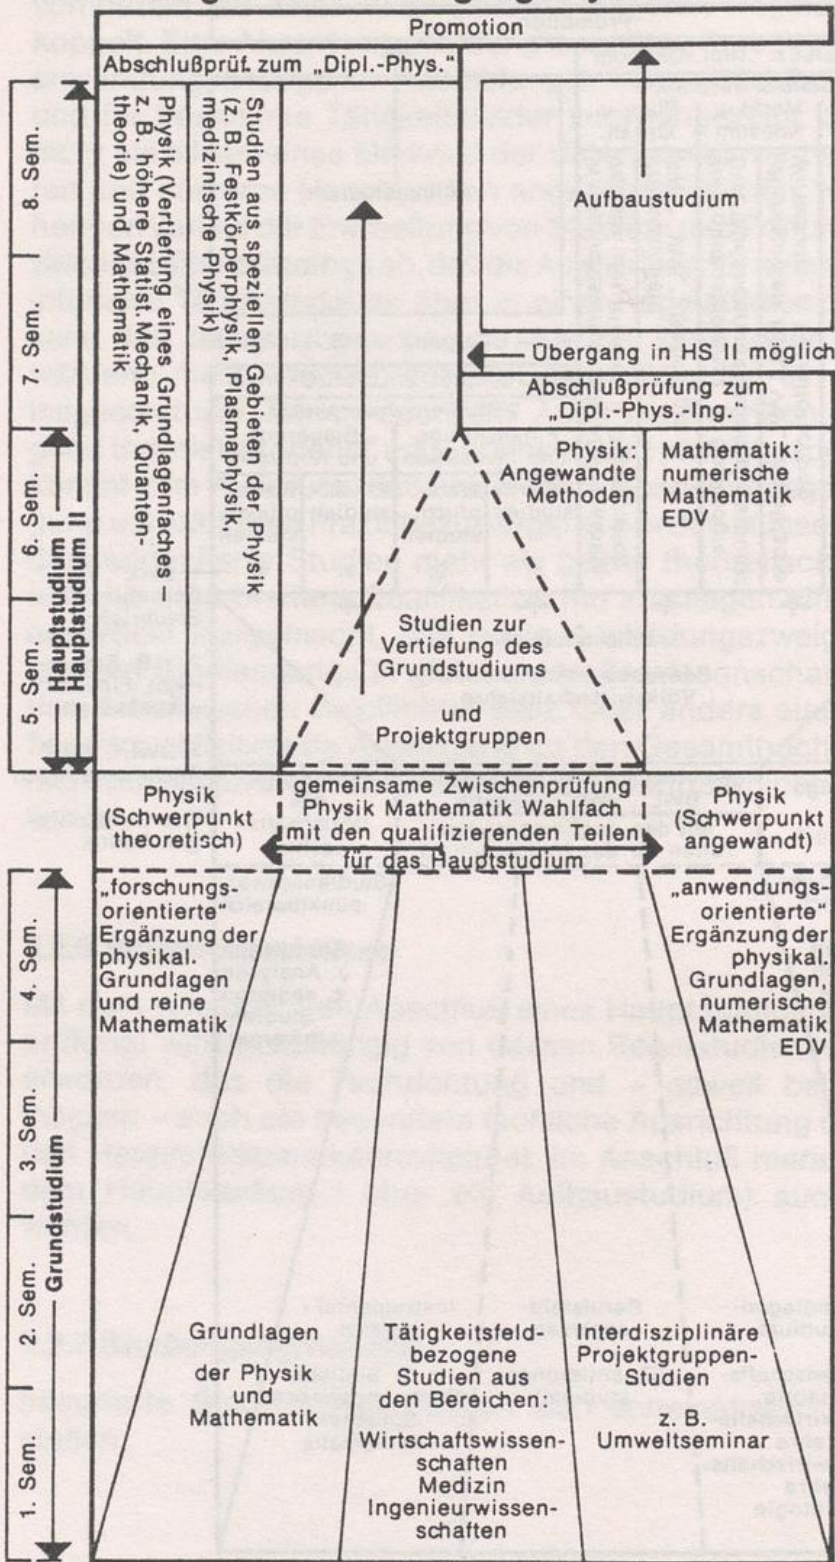 Promotion
Abschlußprüf. zum „Dipl.-Phys."
8. Sem.
7. Sem.
6. Sem.
5. Sem.
Hauptstudium I
Hauptstudium II
Physik (Vertiefung eines Grundlagenfaches –
z. B. höhere Statist. Mechanik, Quanten-
theorie) und Mathematik
Studien aus speziellen Gebieten der Physik
(z. B. Festkörperphysik, Plasmaphysik,
medizinische Physik)
Aufbaustudium
Übergang in HS II möglich
Abschlußprüfung zum
„Dipl.-Phys.-Ing."
Physik:
Angewandte
Methoden
Mathematik:
numerische
Mathematik
EDV
Studien zur
Vertiefung des
Grundstudiums
und
Projektgruppen
Physik
(Schwerpunkt
theoretisch)
gemeinsame Zwischenprüfung
Physik Mathematik Wahlfach
mit den qualifizierenden Teilen
für das Hauptstudium
Physik
(Schwerpunkt
angewandt)
4. Sem.
3. Sem.
2. Sem.
1. Sem.
Grundstudium
„forschungs-
orientierte"
Ergänzung der
physikal.
Grundlagen
und reine
Mathematik
„anwendungs-
orientierte"
Ergänzung der
physikal.
Grundlagen,
numerische
Mathematik
EDV
Grundlagen
der Physik
und
Mathematik
Tätigkeitsfeld-
bezogene
Studien aus
den Bereichen:
Wirtschaftswissen-
schaften
Medizin
Ingenieurwissen-
schaften
Interdisziplinäre
Projektgruppen-
Studien
z. B.
Umweltseminar